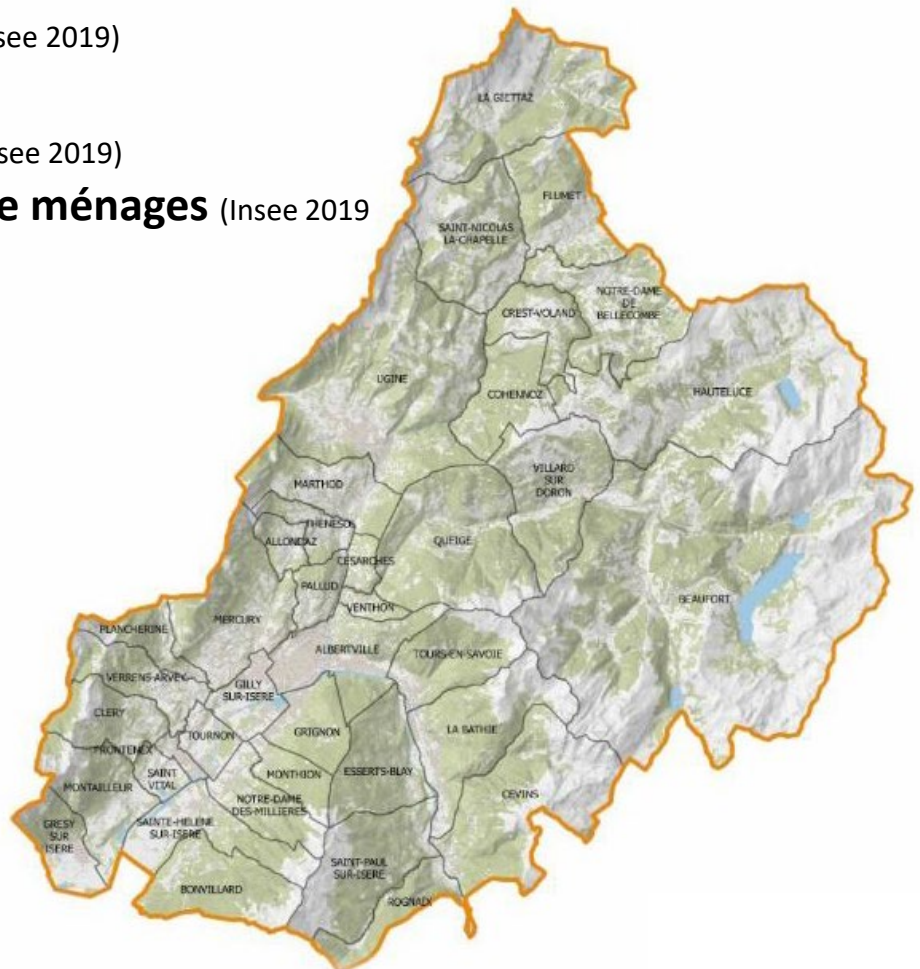 see 2019)
see 2019)
e ménages (Insee 2019
LA GIETTAZ
FLUMET
SAINT-NICOLAS
LA-CHAPELLE
NOTRE-DAME
DE
BELLECOMBE
CREST-VOLAND
UGINE
COHENNOZ
HAUTELUCE
VILLARD
SUR
DORON
MARTHOD
THENESOL
ALLONDAZ
QUEIGE
CESARCHES
PALLUD
BEAUFORT
VENTHON
PLANCHERINE
MERCURY
ALBERTVILLE
TOURS-EN-SAVOIE
VERRENS-ARVEY
GILLY
SUR-ISERE
CLERY
LA BATHIE
TOURNON
GRIGNON
FRONTENEX
SAINT
VITAL
MONTHION
ESSERTS-BLAY
MONTAILLEUR
CEVINS
NOTRE-DAME
DES-MILLIERES
GRESY
SUR
ISERE
SAINTE-HELENE
SUR-ISERE
SAINT-PAUL
SUR-ISERE
BONVILLARD
ROGNAIX